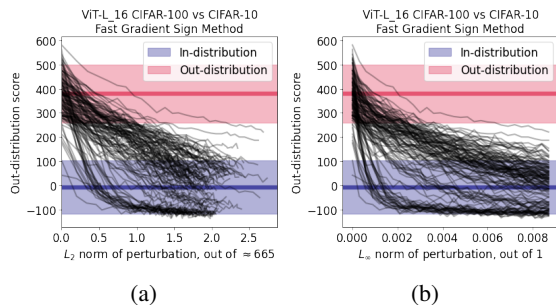 ViT-L_16 CIFAR-100 vs CIFAR-10
Fast Gradient Sign Method
In-distribution
Out-distribution
Out-distribution score
600
500
400
300
200
100
0
−100
0.0 0.5 1.0 1.5 2.0 2.5
L₂ norm of perturbation, out of ≈665
(a)
ViT-L_16 CIFAR-100 vs CIFAR-10
Fast Gradient Sign Method
In-distribution
Out-distribution
Out-distribution score
600
500
400
300
200
100
0
−100
0.000 0.002 0.004 0.006 0.008
L∞ norm of perturbation, out of 1
(b)